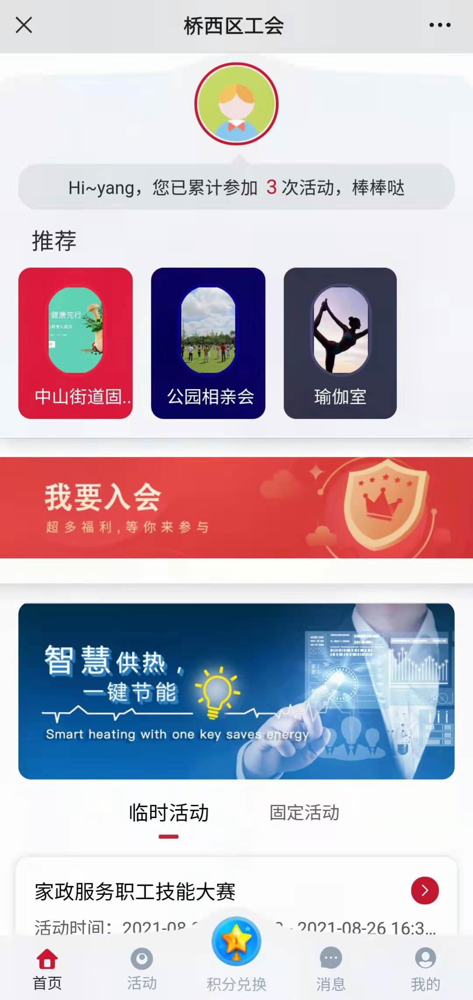 桥西区工会
Hi~yang，您已累计参加 3 次活动，棒棒哒
推荐
健康先行
中山街道固..
公园相亲会
瑜伽室
我要入会
超多福利,等你来参与
智慧供热，
一键节能
Smart heating with one key saves energy
临时活动
固定活动
家政服务职工技能大赛
活动时间：2021-08 - 2021-08-26 16:3...
首页
活动
积分兑换
消息
我的